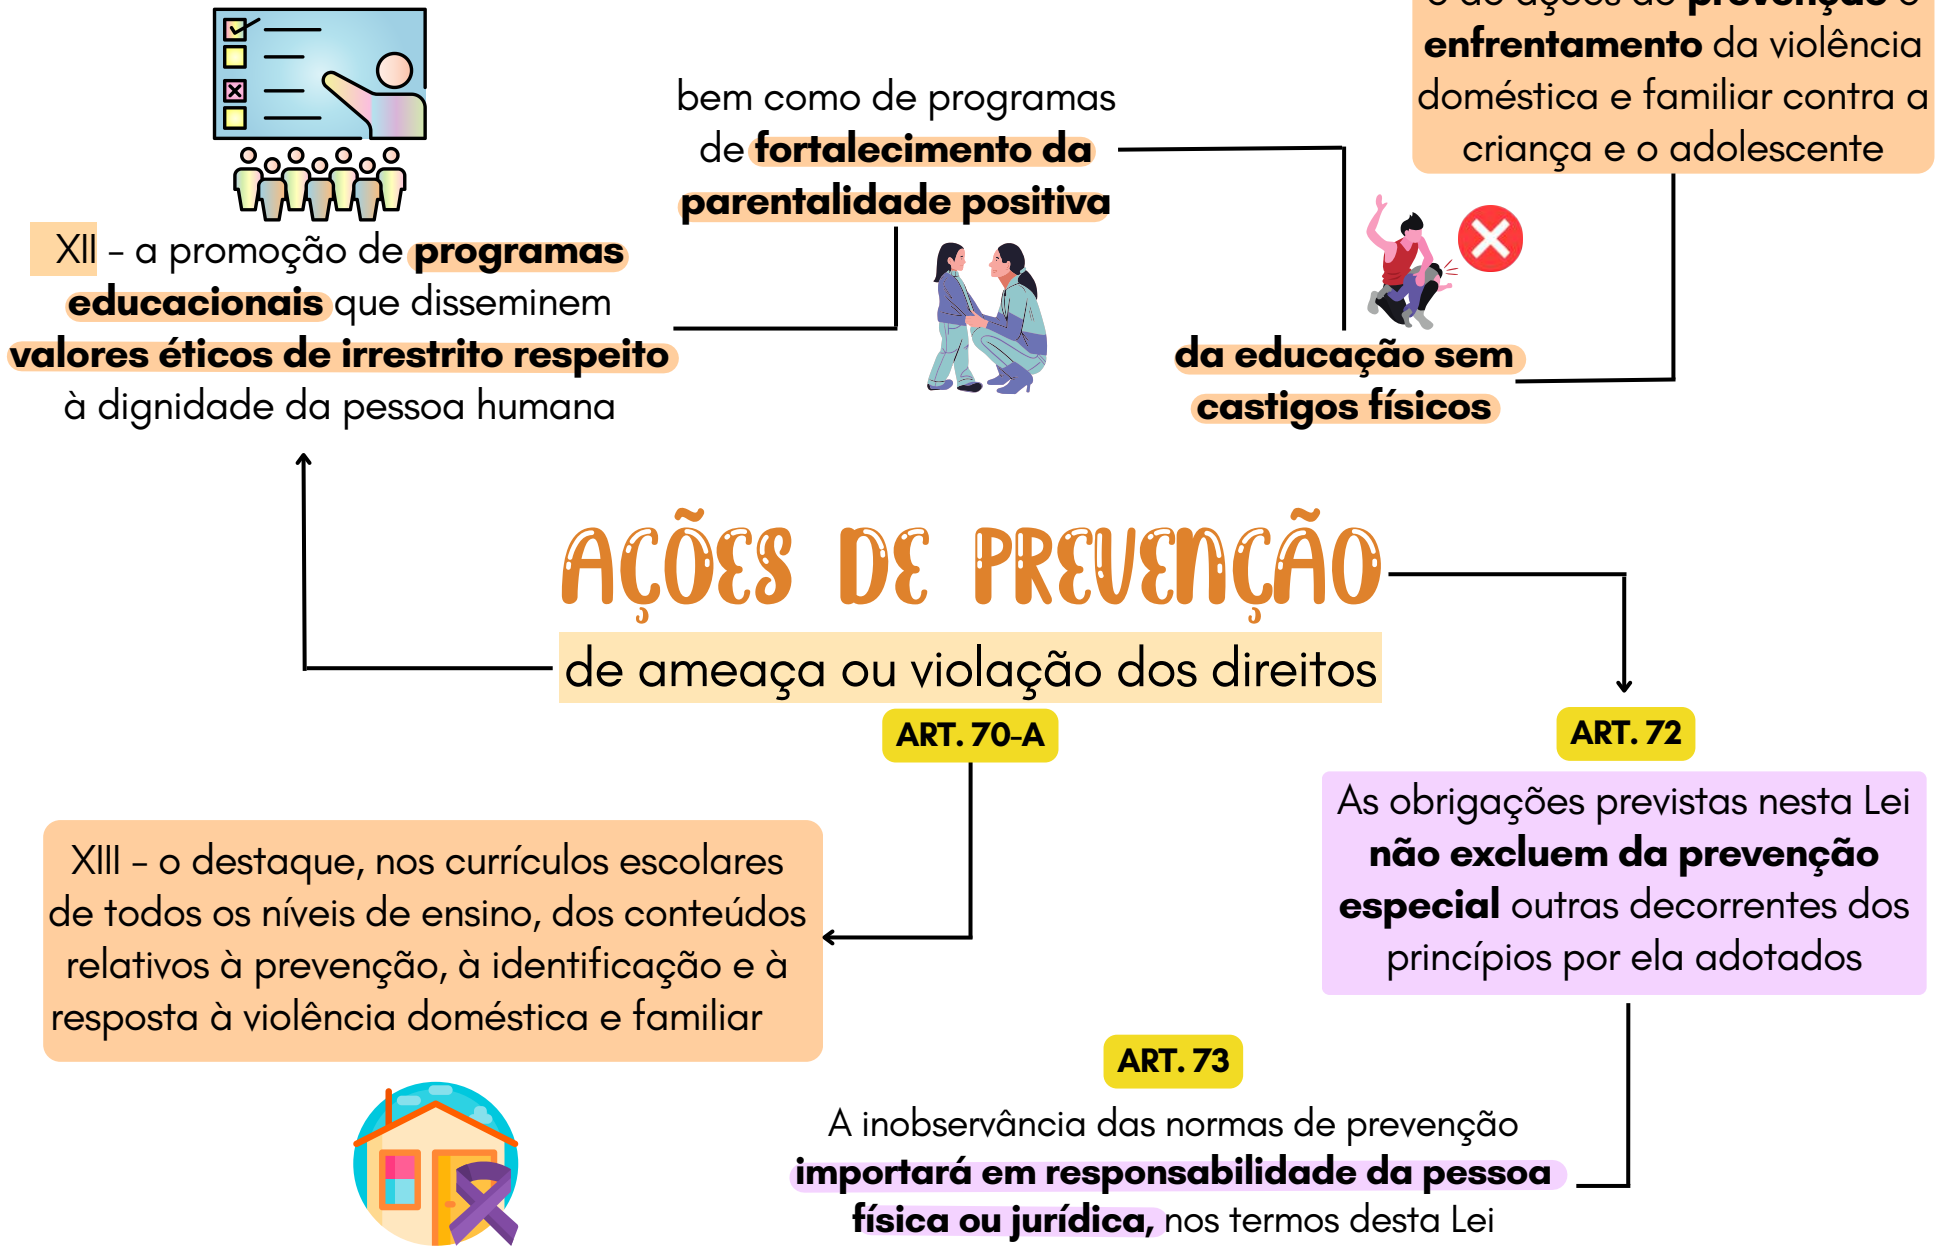 XII - a promoção de programas
educacionais que disseminem
valores éticos de irrestrito respeito
à dignidade da pessoa humana
bem como de programas
de fortalecimento da
parentalidade positiva
da educação sem
castigos físicos
e de ações de prevenção e
enfrentamento da violência
doméstica e familiar contra a
criança e o adolescente
AÇÕES DE PREVENÇÃO
de ameaça ou violação dos direitos
ART. 70-A
XIII - o destaque, nos currículos escolares
de todos os níveis de ensino, dos conteúdos
relativos à prevenção, à identificação e à
resposta à violência doméstica e familiar
ART. 72
As obrigações previstas nesta Lei
não excluem da prevenção
especial outras decorrentes dos
princípios por ela adotados
ART. 73
A inobservância das normas de prevenção
importará em responsabilidade da pessoa
física ou jurídica, nos termos desta Lei